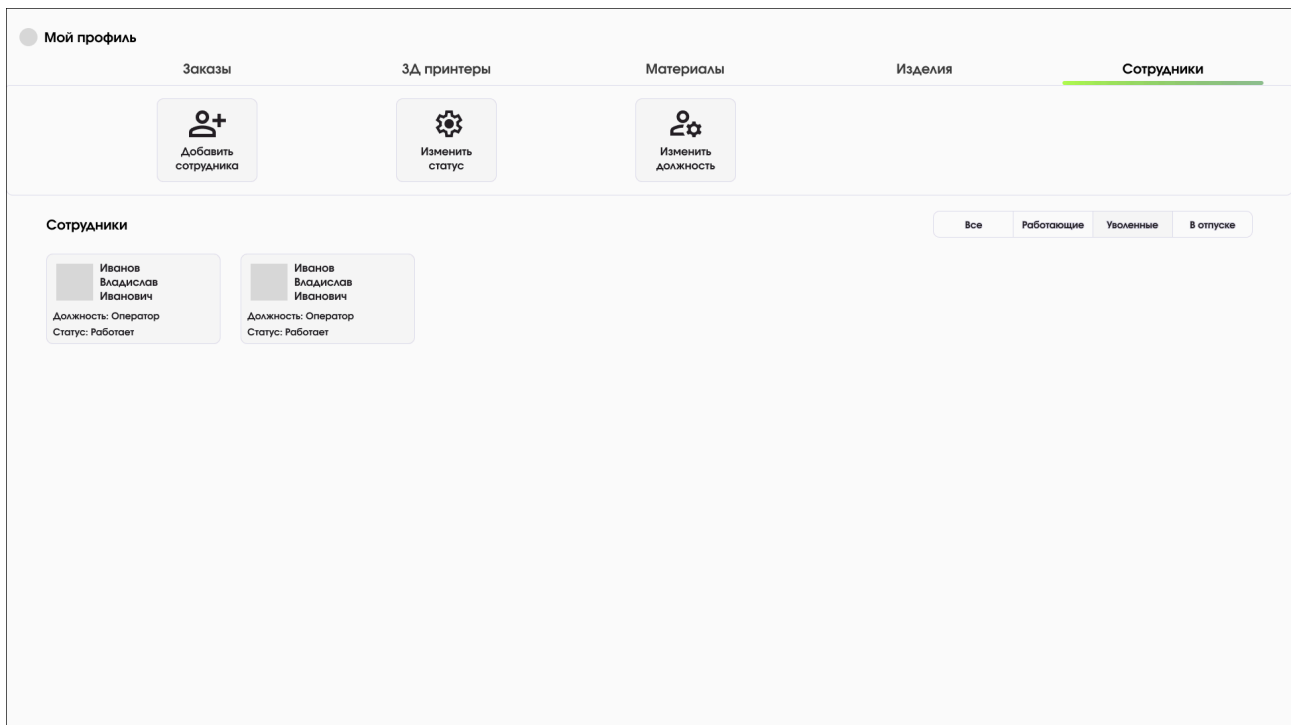 Мой профиль
Заказы
3Д принтеры
Материалы
Изделия
Сотрудники
Добавить
сотрудника
Изменить
статус
Изменить
должность
Сотрудники
Все
Работающие
Уволенные
В отпуске
Иванов
Владислав
Иванович
Должность: Оператор
Статус: Работает
Иванов
Владислав
Иванович
Должность: Оператор
Статус: Работает